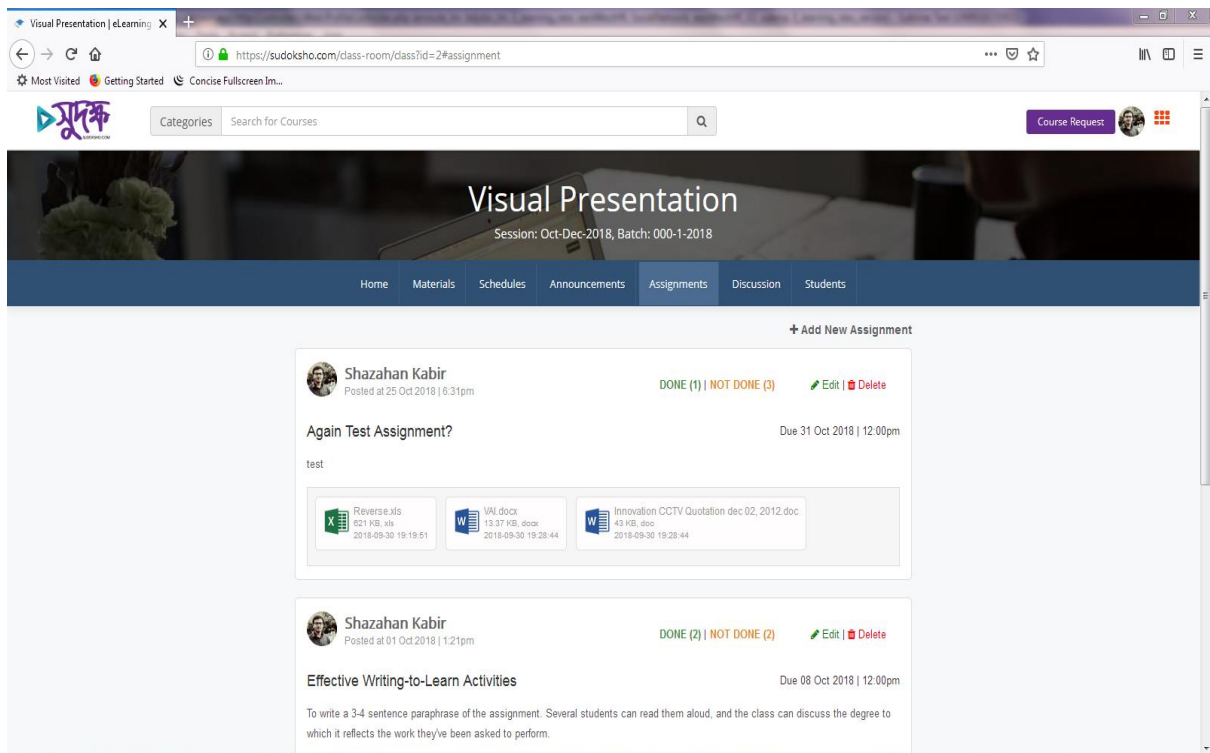 Visual Presentation | eLearning
https://sudoksho.com/class-room/class?id=2#assignment
Most Visited Getting Started Concise Fullscreen Im...
সুদক্ষ
SUDOKSHO.COM
Categories Search for Courses
Course Request
Visual Presentation
Session: Oct-Dec-2018, Batch: 000-1-2018
Home Materials Schedules Announcements Assignments Discussion Students
+ Add New Assignment
Shazahan Kabir
Posted at 25 Oct 2018 | 6:31pm
DONE (1) | NOT DONE (3) Edit | Delete
Again Test Assignment? Due 31 Oct 2018 | 12:00pm
test
Reverse.xls
621 KB, xls
2018-09-30 19:19:51
VAI.docx
13.37 KB, docx
2018-09-30 19:28:44
Innovation CCTV Quotation dec 02, 2012.doc
43 KB, doc
2018-09-30 19:28:44
Shazahan Kabir
Posted at 01 Oct 2018 | 1:21pm
DONE (2) | NOT DONE (2) Edit | Delete
Effective Writing-to-Learn Activities Due 08 Oct 2018 | 12:00pm
To write a 3-4 sentence paraphrase of the assignment. Several students can read them aloud, and the class can discuss the degree to
which it reflects the work they've been asked to perform.